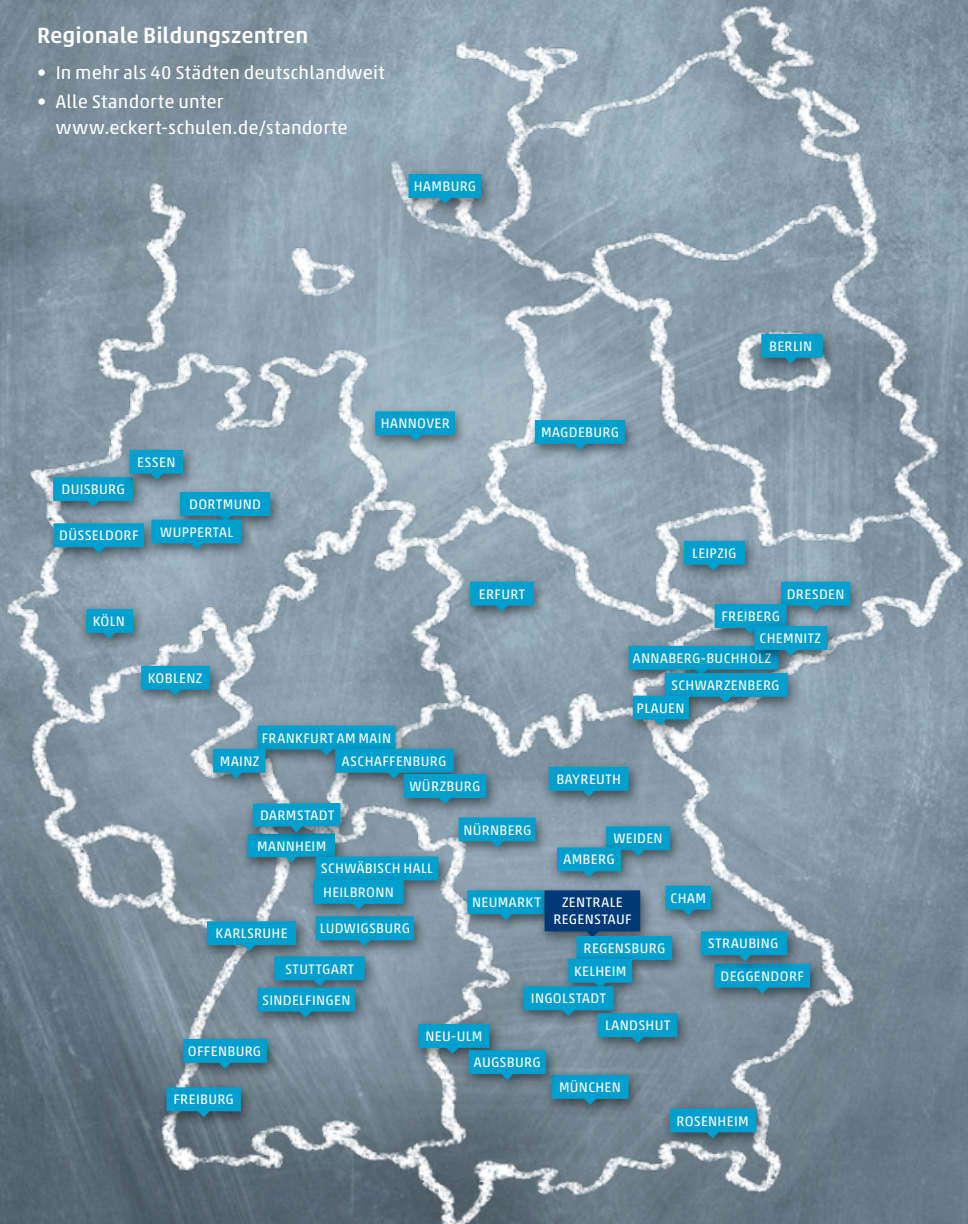 Regionale Bildungszentren
• In mehr als 40 Städten deutschlandweit
• Alle Standorte unter
www.eckert-schulen.de/standorte
HAMBURG
BERLIN
HANNOVER
MAGDEBURG
ESSEN
DUISBURG
DORTMUND
DÜSSELDORF
WUPPERTAL
LEIPZIG
ERFURT
DRESDEN
FREIBERG
KÖLN
CHEMNITZ
ANNABERG-BUCHHOLZ
KOBLENZ
SCHWARZENBERG
PLAUEN
FRANKFURT AM MAIN
MAINZ
ASCHAFFENBURG
WÜRZBURG
BAYREUTH
DARMSTADT
NÜRNBERG
WEIDEN
MANNHEIM
AMBERG
SCHWÄBISCH HALL
HEILBRONN
NEUMARKT
ZENTRALE
REGENSTAUF
CHAM
LUDWIGSBURG
KARLSRUHE
REGENSBURG
STRAUBING
STUTTGART
KELHEIM
DEGGENDORF
SINDELFINGEN
INGOLSTADT
LANDSHUT
NEU-ULM
OFFENBURG
AUGSBURG
MÜNCHEN
FREIBURG
ROSENHEIM